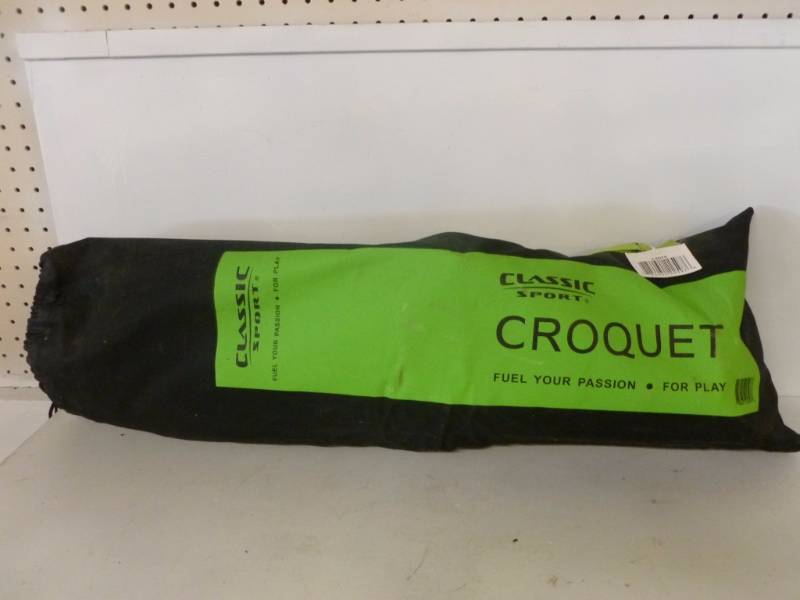 CLASSIC
SPORT®
FUEL YOUR PASSION • FOR PLAY
CLASSIC
SPORT®
CROQUET
FUEL YOUR PASSION • FOR PLAY